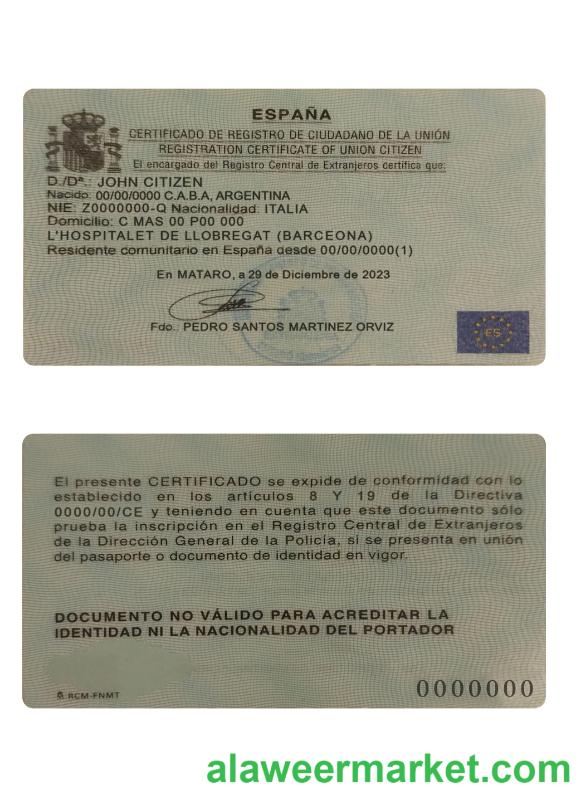 ESPAÑA
CERTIFICADO DE REGISTRO DE CIUDADANO DE LA UNIÓN
REGISTRATION CERTIFICATE OF UNION CITIZEN
El encargado del Registro Central de Extranjeros certifica que:
D./Dª.: JOHN CITIZEN
Nacido: 00/00/0000 C.A.B.A, ARGENTINA
NIE: Z0000000-Q Nacionalidad: ITALIA
Domicilio: C MAS 00 P00 000
L'HOSPITALET DE LLOBREGAT (BARCEONA)
Residente comunitario en España desde 00/00/0000(1)
En MATARO, a 29 de Diciembre de 2023
Fdo.: PEDRO SANTOS MARTINEZ ORVIZ
ES
El presente CERTIFICADO se expide de conformidad con lo
establecido en los artículos 8 Y 19 de la Directiva
0000/00/CE y teniendo en cuenta que este documento sólo
prueba la inscripción en el Registro Central de Extranjeros
de la Dirección General de la Policía, si se presenta en unión
del pasaporte o documento de identidad en vigor.
DOCUMENTO NO VÁLIDO PARA ACREDITAR LA
IDENTIDAD NI LA NACIONALIDAD DEL PORTADOR
RCM-FNMT
0000000
alaweermarket.com